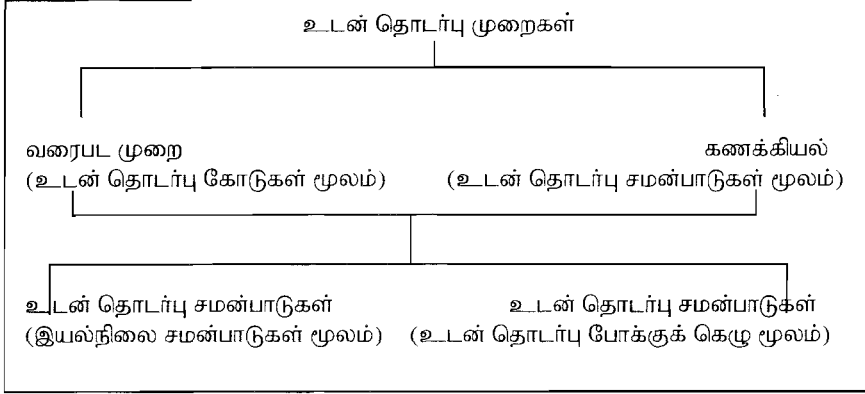 உடன் தொடர்பு முறைகள்
வரைபட முறை
(உடன் தொடர்பு கோடுகள் மூலம்)
கணக்கியல்
(உடன் தொடர்பு சமன்பாடுகள் மூலம்)
உடன் தொடர்பு சமன்பாடுகள்
(இயல்நிலை சமன்பாடுகள் மூலம்)
உடன் தொடர்பு சமன்பாடுகள்
(உடன் தொடர்பு போக்குக் கெழு மூலம்)